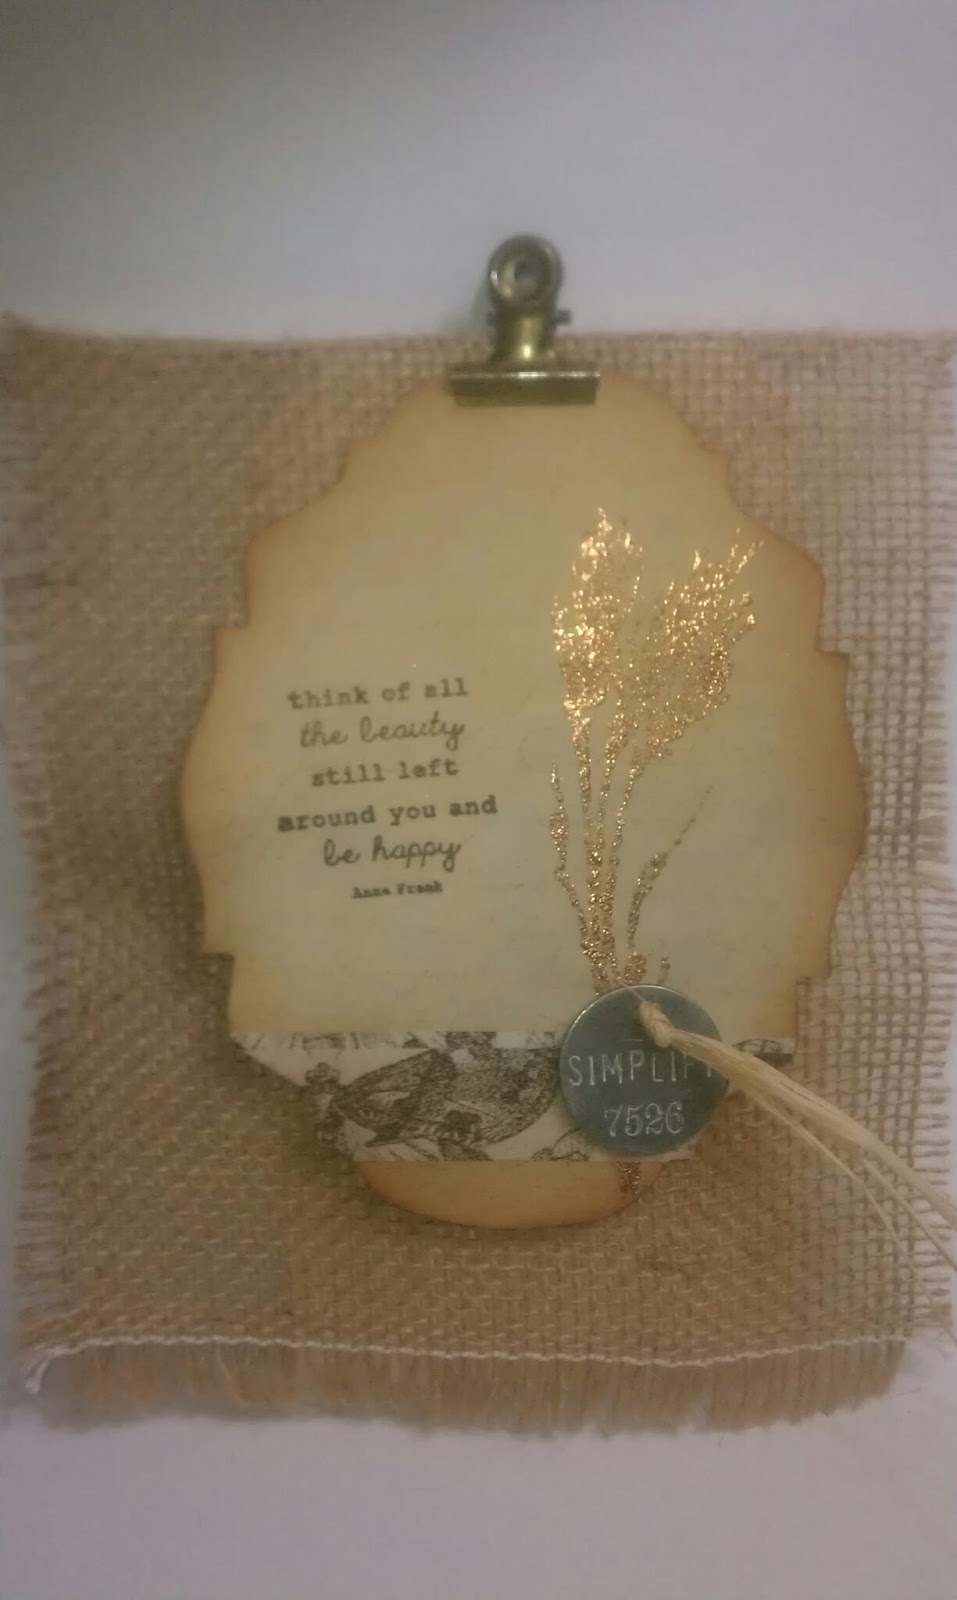 think of all
the beauty
still left
around you and
be happy
Anne Frank
SIMPLIFY
7526